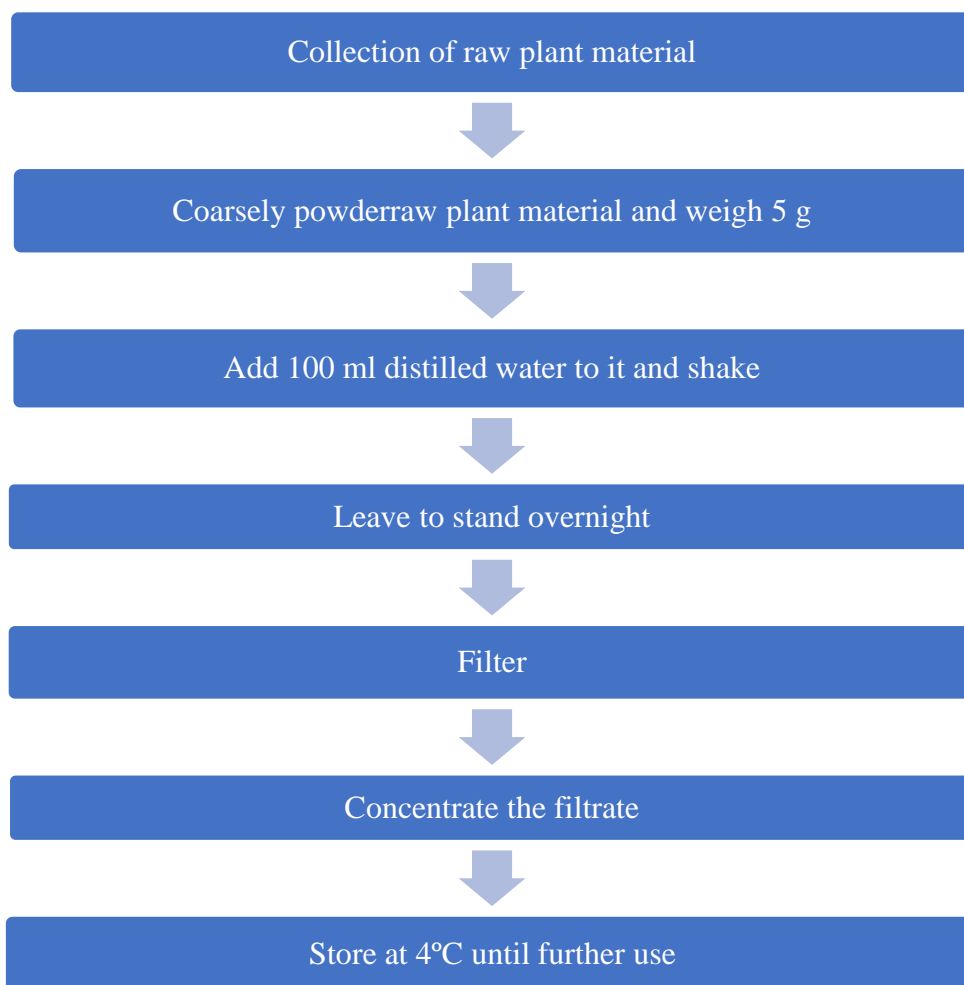 Collection of raw plant material
Coarsely powderraw plant material and weigh 5 g
Add 100 ml distilled water to it and shake
Leave to stand overnight
Filter
Concentrate the filtrate
Store at 4ºC until further use